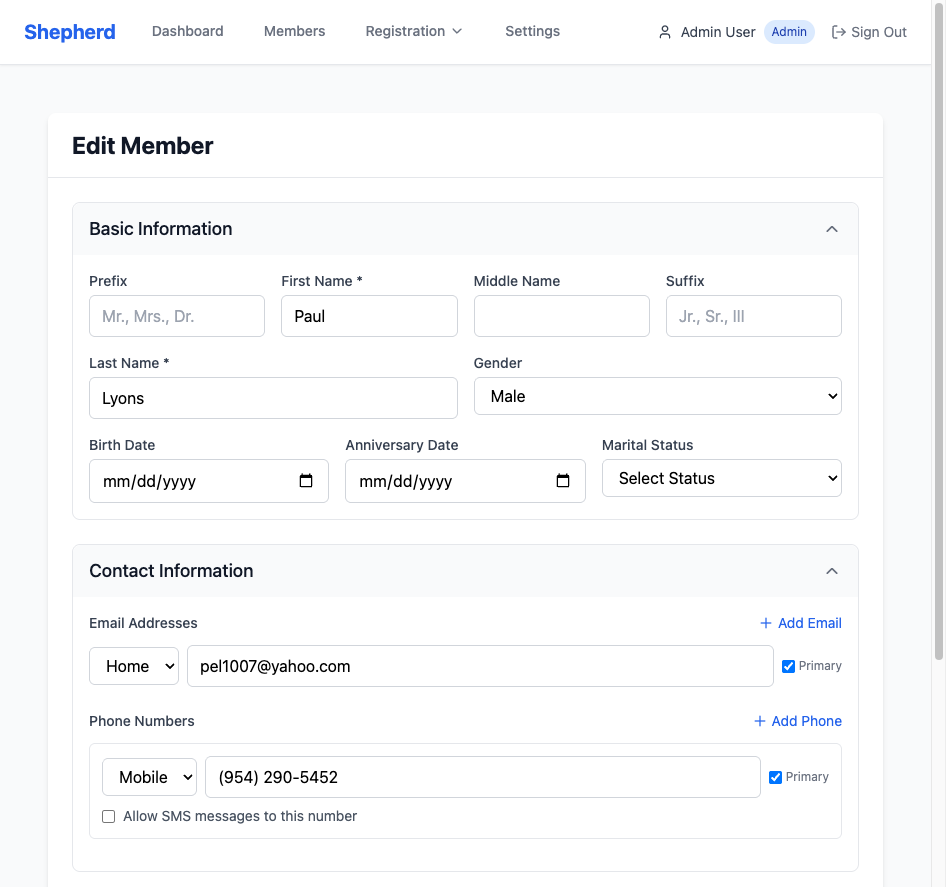 Shepherd Dashboard Members Registration Settings Admin User Admin Sign Out
Edit Member
Basic Information
Prefix First Name * Middle Name Suffix
Mr., Mrs., Dr. Paul Jr., Sr., III
Last Name * Gender
Lyons Male
Birth Date Anniversary Date Marital Status
mm/dd/yyyy mm/dd/yyyy Select Status
Contact Information
Email Addresses + Add Email
Home pel1007@yahoo.com Primary
Phone Numbers + Add Phone
Mobile (954) 290-5452 Primary
Allow SMS messages to this number